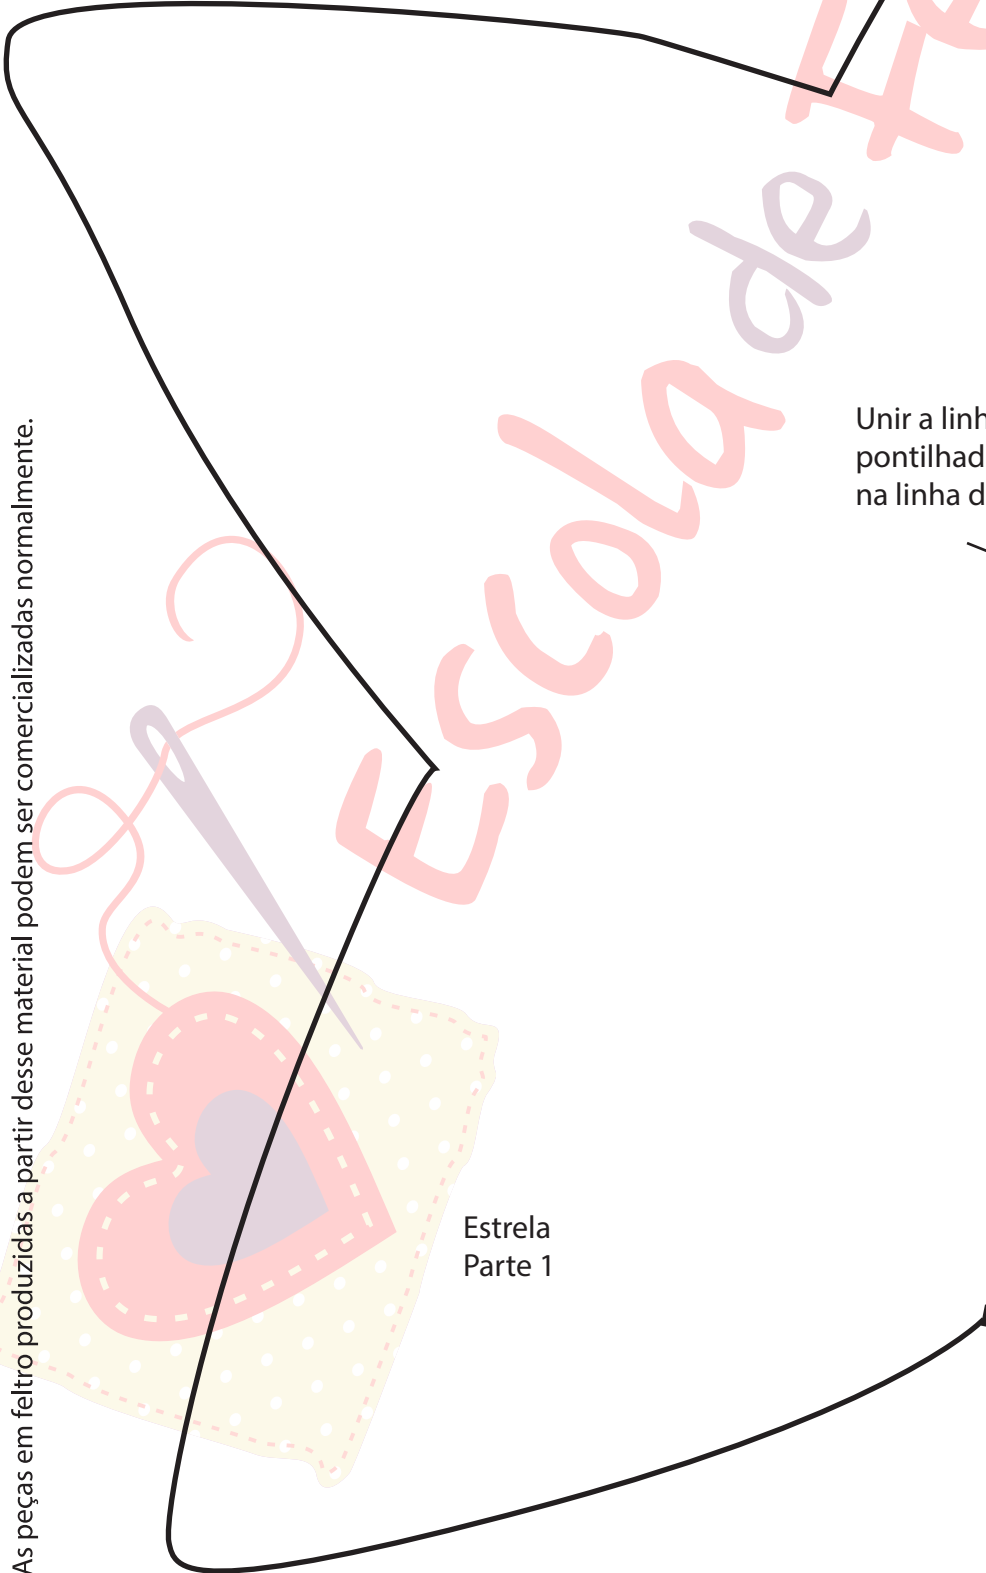 Escola de Fe
Unir a linh
pontilhad
na linha d
As peças em feltro produzidas a partir desse material podem ser comercializadas normalmente.
Estrela
Parte 1